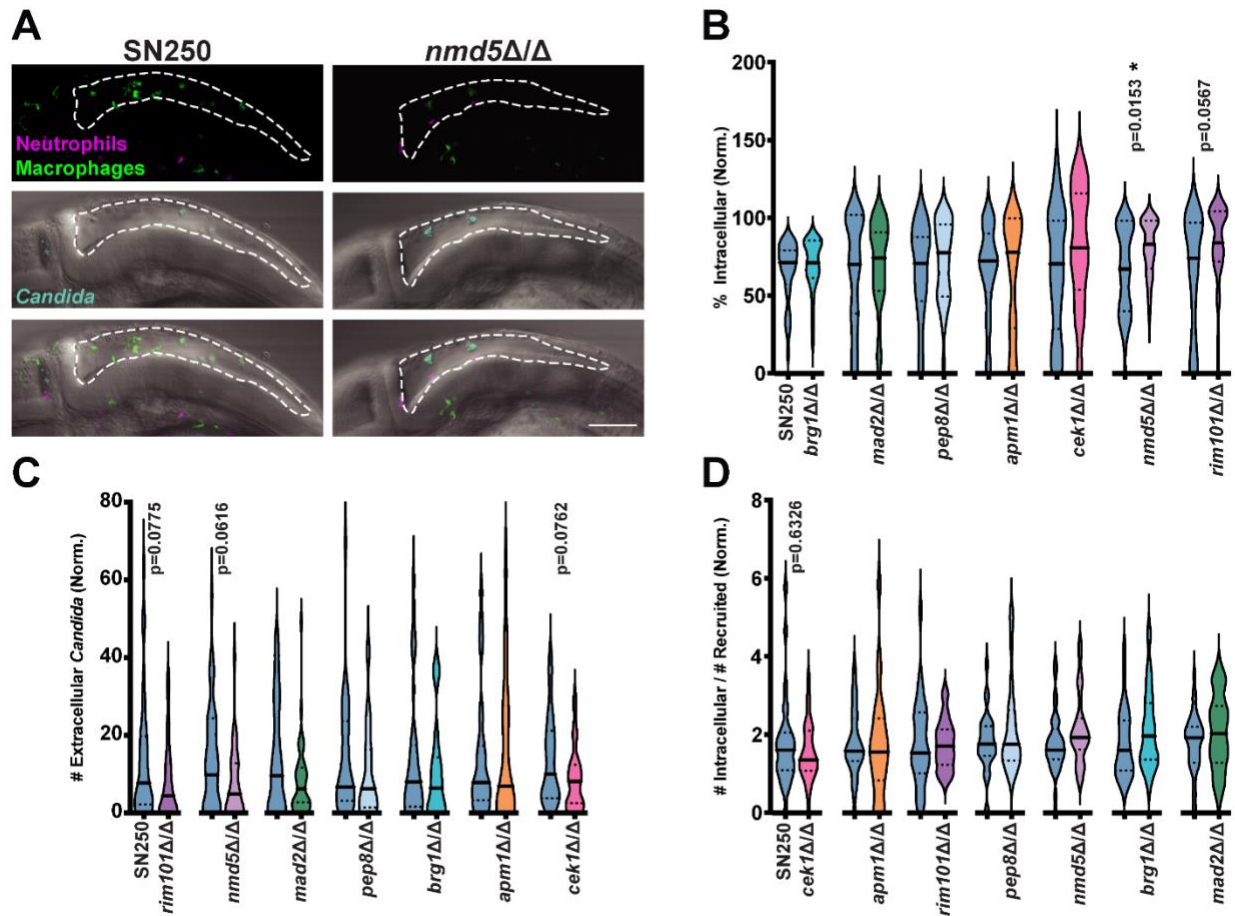 A
SN250
nmd5Δ/Δ
Neutrophils
Macrophages
Candida
B
% Intracellular (Norm.)
200
150
100
50
0
p=0.0153 *
p=0.0567
SN250
brg1Δ/Δ
mad2Δ/Δ
pep8Δ/Δ
apm1Δ/Δ
cek1Δ/Δ
nmd5Δ/Δ
rim101Δ/Δ
C
# Extracellular Candida (Norm.)
80
60
40
20
0
p=0.0775
p=0.0616
p=0.0762
SN250
rim101Δ/Δ
nmd5Δ/Δ
mad2Δ/Δ
pep8Δ/Δ
brg1Δ/Δ
apm1Δ/Δ
cek1Δ/Δ
D
# Intracellular / # Recruited (Norm.)
8
6
4
2
0
p=0.6326
SN250
cek1Δ/Δ
apm1Δ/Δ
rim101Δ/Δ
pep8Δ/Δ
nmd5Δ/Δ
brg1Δ/Δ
mad2Δ/Δ